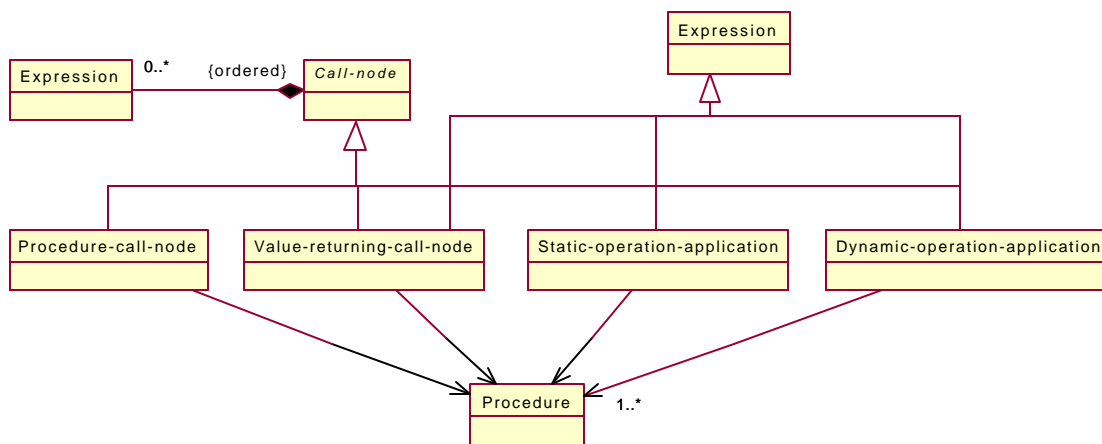 Expression
Expression
0..*
{ordered}
Call-node
Procedure-call-node
Value-returning-call-node
Static-operation-application
Dynamic-operation-application
Procedure
1..*